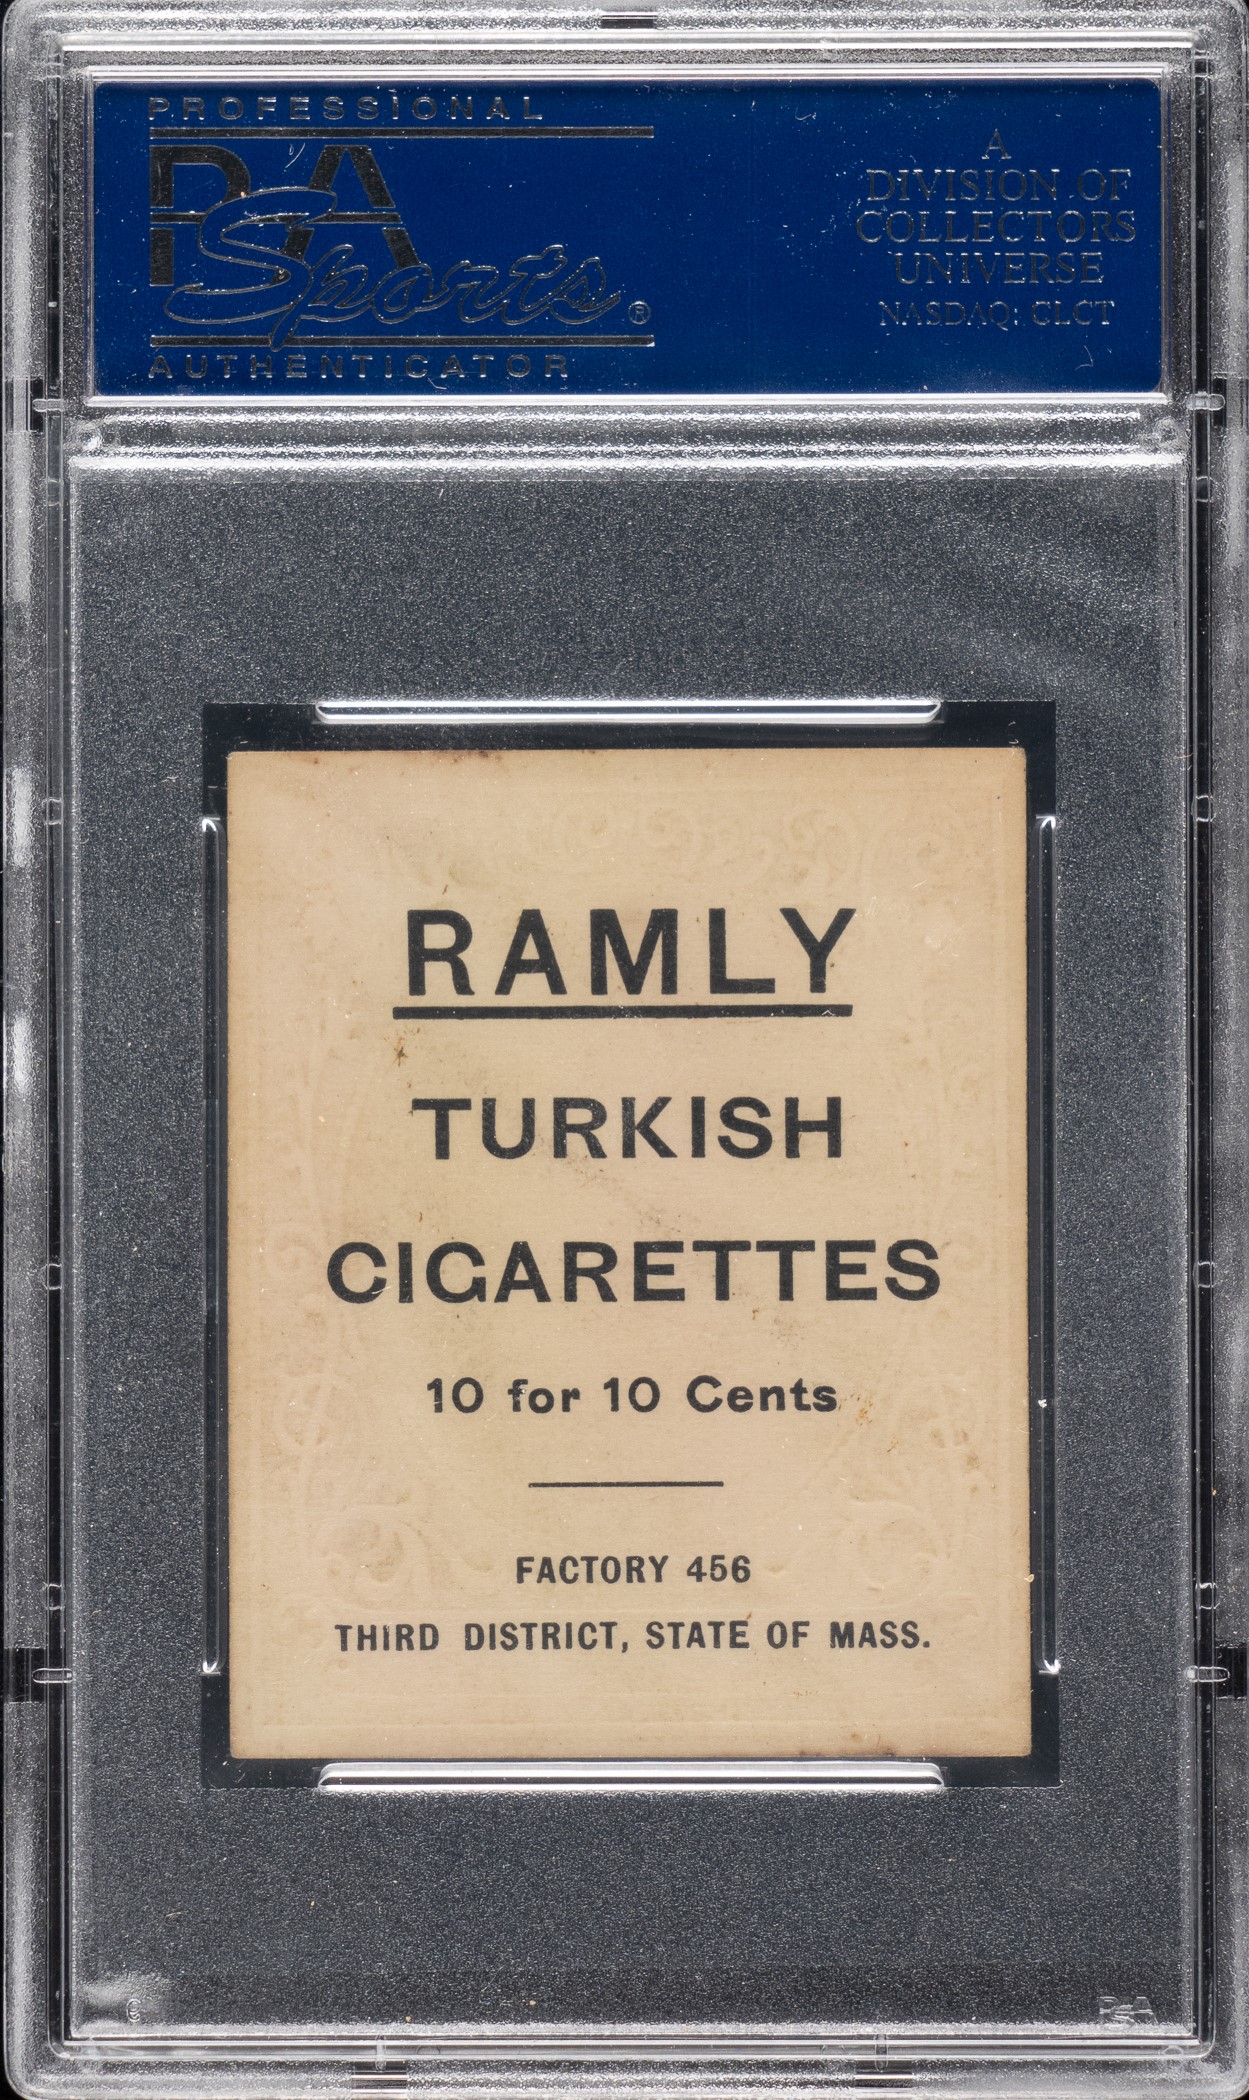 PROFESSIONAL
PSA
Sports®
AUTHENTICATOR
A
DIVISION OF
COLLECTORS
UNIVERSE
NASDAQ: CLCT
RAMLY
TURKISH
CIGARETTES
10 for 10 Cents
FACTORY 456
THIRD DISTRICT, STATE OF MASS.
PSA